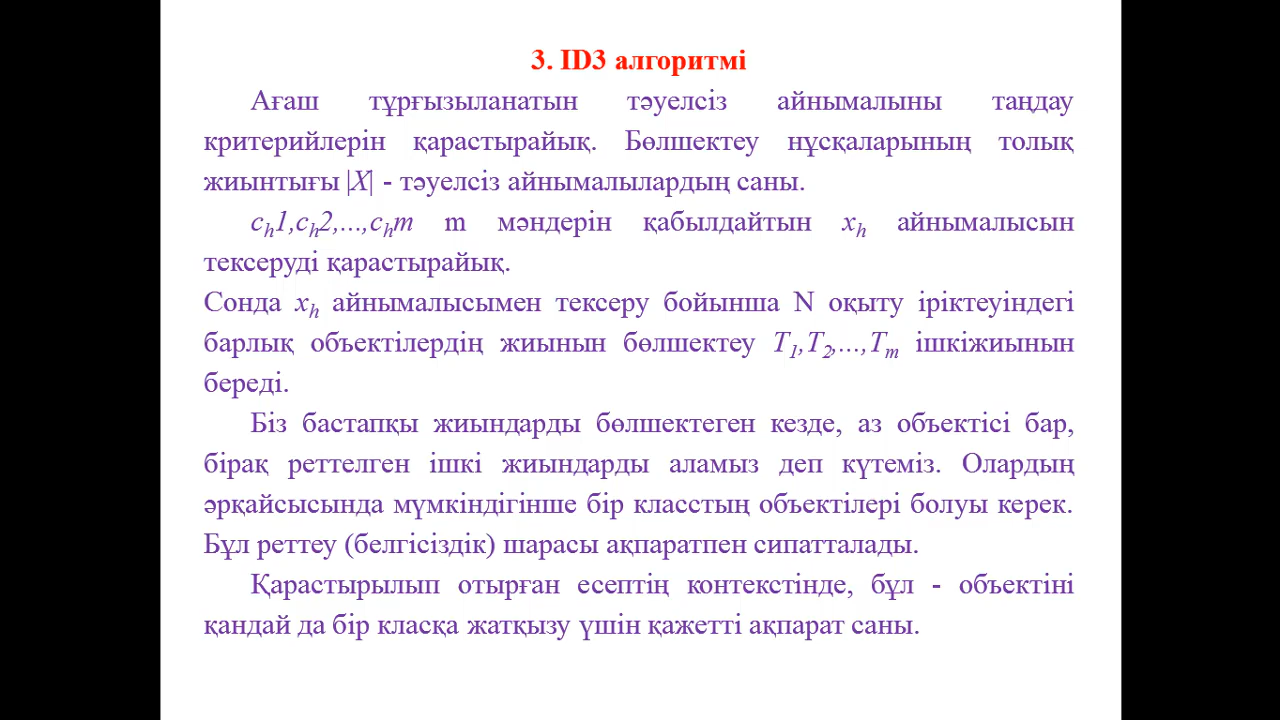 3. ID3 алгоритмі
Ағаш тұрғызыланатын тәуелсіз айнымалыны таңдау
критерийлерін қарастырайық. Бөлшектеу нұсқаларының толық
жиынтығы |X| - тәуелсіз айнымалылардың саны.
cₕ1,cₕ2,...,cₕm m мәндерін қабылдайтын xₕ айнымалысын
тексеруді қарастырайық.
Сонда xₕ айнымалысымен тексеру бойынша N оқыту іріктеуіндегі
барлық объектілердің жиынын бөлшектеу T₁,T₂,...,Tₘ ішкіжиынын
береді.
Біз бастапқы жиындарды бөлшектеген кезде, аз объектісі бар,
бірақ реттелген ішкі жиындарды аламыз деп күтеміз. Олардың
әрқайсысында мүмкіндігінше бір класстың объектілері болуы керек.
Бұл реттеу (белгісіздік) шарасы ақпаратпен сипатталады.
Қарастырылып отырған есептің контекстінде, бұл - объектіні
қандай да бір класқа жатқызу үшін қажетті ақпарат саны.